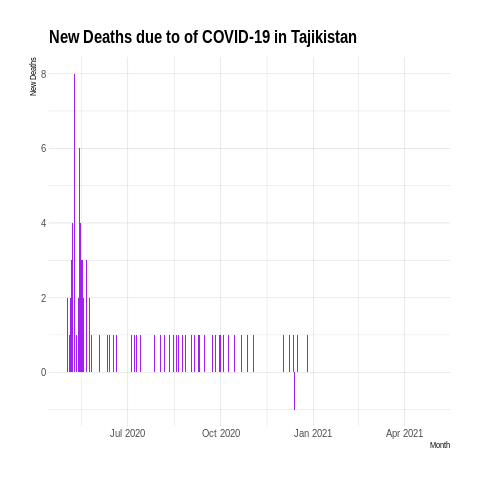 New Deaths due to of COVID-19 in Tajikistan
New Deaths
8
6
4
2
0
Jul 2020 Oct 2020 Jan 2021 Apr 2021
Month